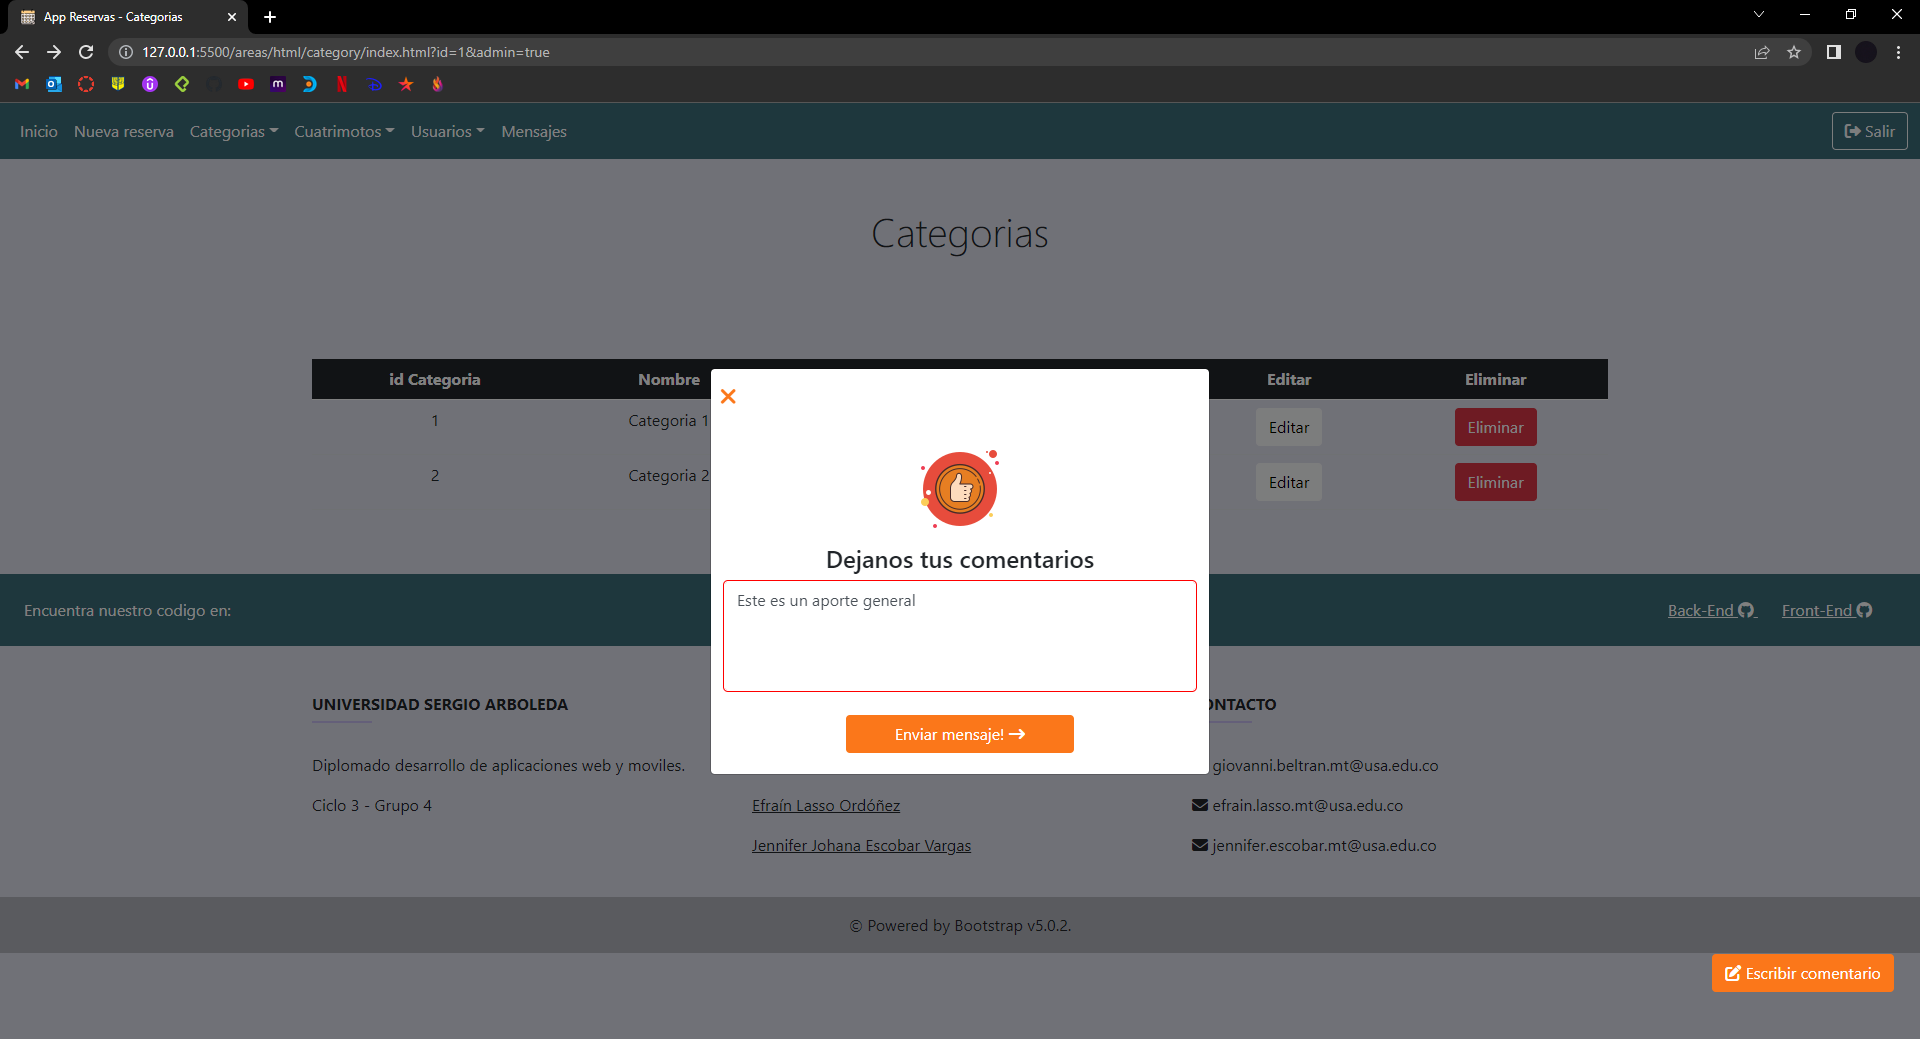 App Reservas - Categorias
127.0.0.1:5500/areas/html/category/index.html?id=1&admin=true
Inicio Nueva reserva Categorias Cuatrimotos Usuarios Mensajes Salir
Categorias
id Categoria Nombre Editar Eliminar
1 Categoria 1 Editar Eliminar
2 Categoria 2 Editar Eliminar
Dejanos tus comentarios
Este es un aporte general
Enviar mensaje!
Encuentra nuestro codigo en: Back-End Front-End
UNIVERSIDAD SERGIO ARBOLEDA
ONTACTO
Diplomado desarrollo de aplicaciones web y moviles.
giovanni.beltran.mt@usa.edu.co
Ciclo 3 - Grupo 4
Efraín Lasso Ordóñez
efrain.lasso.mt@usa.edu.co
Jennifer Johana Escobar Vargas
jennifer.escobar.mt@usa.edu.co
© Powered by Bootstrap v5.0.2.
Escribir comentario